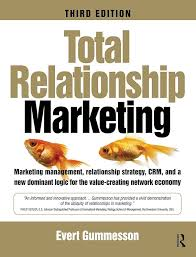 THIRD EDITION
Total
Relationship
Marketing
Marketing management, relationship strategy, CRM, and a
new dominant logic for the value-creating network economy
"An informed and innovative approach ... Gummesson has provided a vivid demonstration
of the ubiquity of relationships in marketing."
Evert Gummesson
R